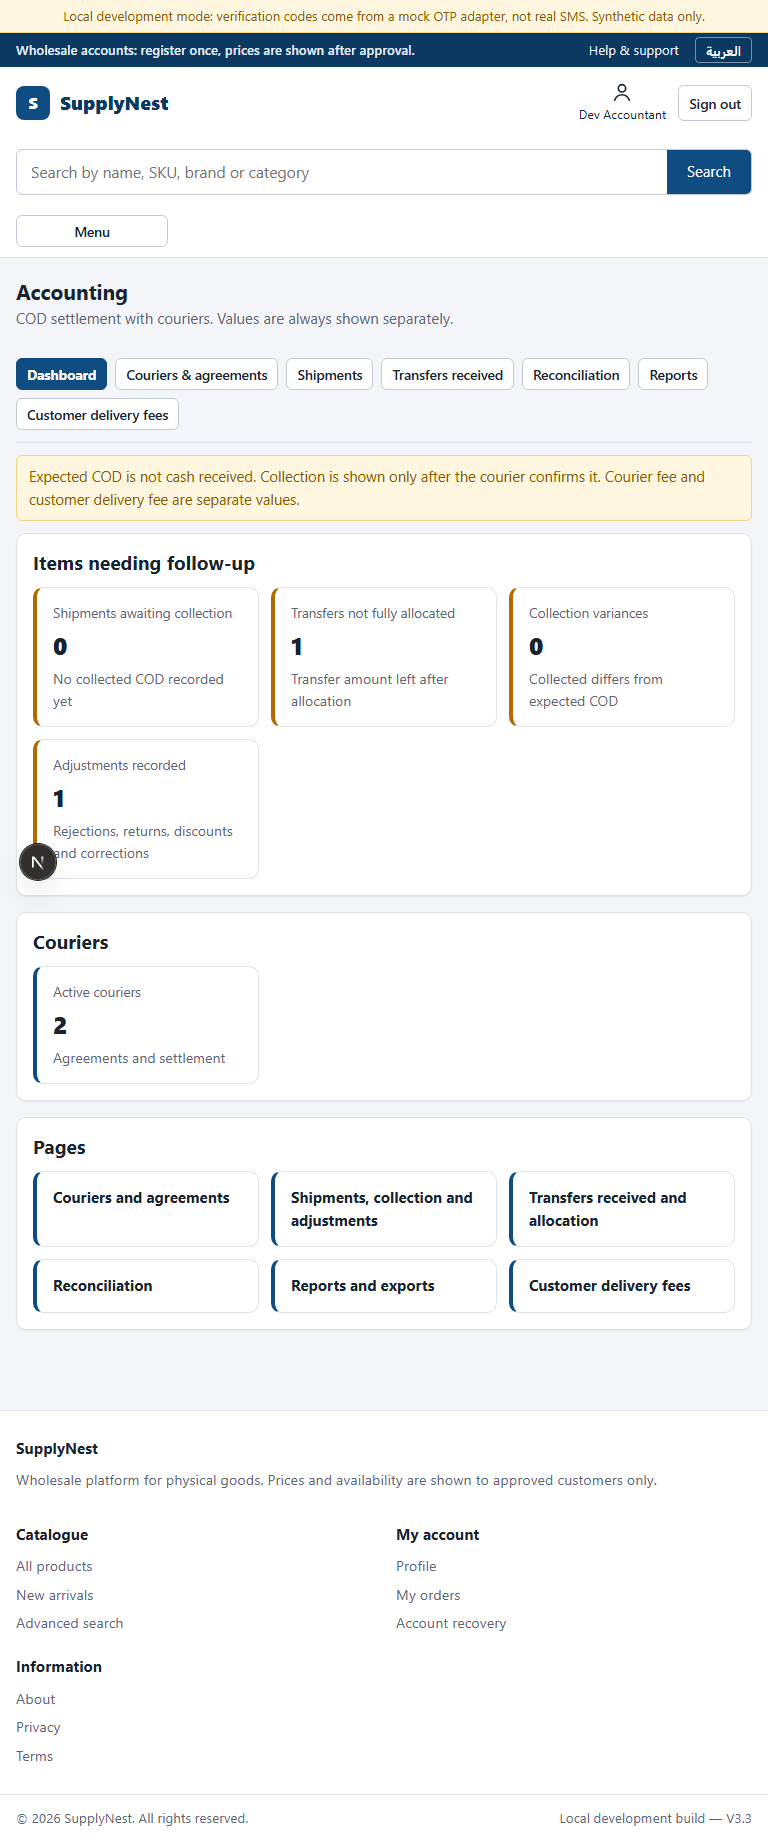 Local development mode: verification codes come from a mock OTP adapter, not real SMS. Synthetic data only.
Wholesale accounts: register once, prices are shown after approval.
Help & support
العربية
S
SupplyNest
Dev Accountant
Sign out
Search by name, SKU, brand or category
Search
Menu
Accounting
COD settlement with couriers. Values are always shown separately.
Dashboard
Couriers & agreements
Shipments
Transfers received
Reconciliation
Reports
Customer delivery fees
Expected COD is not cash received. Collection is shown only after the courier confirms it. Courier fee and
customer delivery fee are separate values.
Items needing follow-up
Shipments awaiting collection
0
No collected COD recorded
yet
Transfers not fully allocated
1
Transfer amount left after
allocation
Collection variances
0
Collected differs from
expected COD
Adjustments recorded
1
Rejections, returns, discounts
and corrections
N
Couriers
Active couriers
2
Agreements and settlement
Pages
Couriers and agreements
Shipments, collection and
adjustments
Transfers received and
allocation
Reconciliation
Reports and exports
Customer delivery fees
SupplyNest
Wholesale platform for physical goods. Prices and availability are shown to approved customers only.
Catalogue
All products
New arrivals
Advanced search
My account
Profile
My orders
Account recovery
Information
About
Privacy
Terms
© 2026 SupplyNest. All rights reserved.
Local development build — V3.3